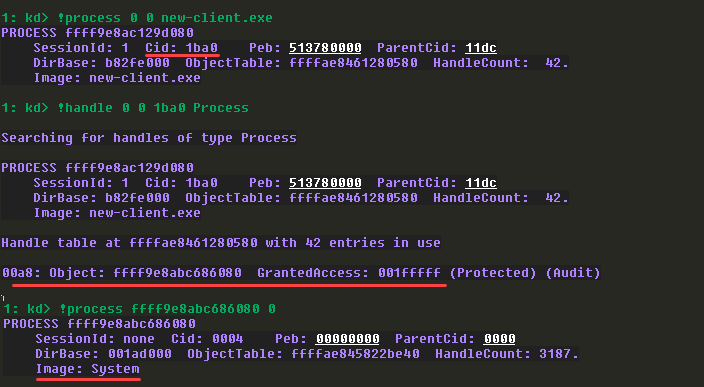 1: kd> !process 0 0 new-client.exe
PROCESS ffff9e8ac129d080
    SessionId: 1  Cid: 1ba0    Peb: 513780000  ParentCid: 11dc
    DirBase: b82fe000  ObjectTable: ffffae8461280580  HandleCount:  42.
    Image: new-client.exe
1: kd> !handle 0 0 1ba0 Process
Searching for handles of type Process
PROCESS ffff9e8ac129d080
    SessionId: 1  Cid: 1ba0    Peb: 513780000  ParentCid: 11dc
    DirBase: b82fe000  ObjectTable: ffffae8461280580  HandleCount:  42.
    Image: new-client.exe
Handle table at ffffae8461280580 with 42 entries in use
00a8: Object: ffff9e8abc686080  GrantedAccess: 001fffff (Protected) (Audit)
1: kd> !process ffff9e8abc686080 0
PROCESS ffff9e8abc686080
    SessionId: none  Cid: 0004    Peb: 00000000  ParentCid: 0000
    DirBase: 001ad000  ObjectTable: ffffae845822be40  HandleCount: 3187.
    Image: System